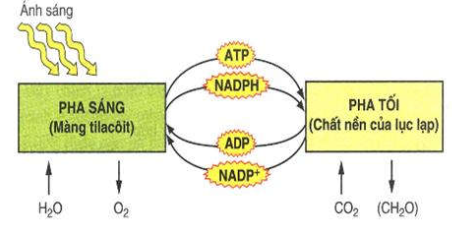 Ánh sáng
ATP
NADPH
PHA SÁNG
(Màng tilacôit)
PHA TỐI
(Chất nền của lục lạp)
ADP
NADP⁺
H₂O
O₂
CO₂
(CH₂O)